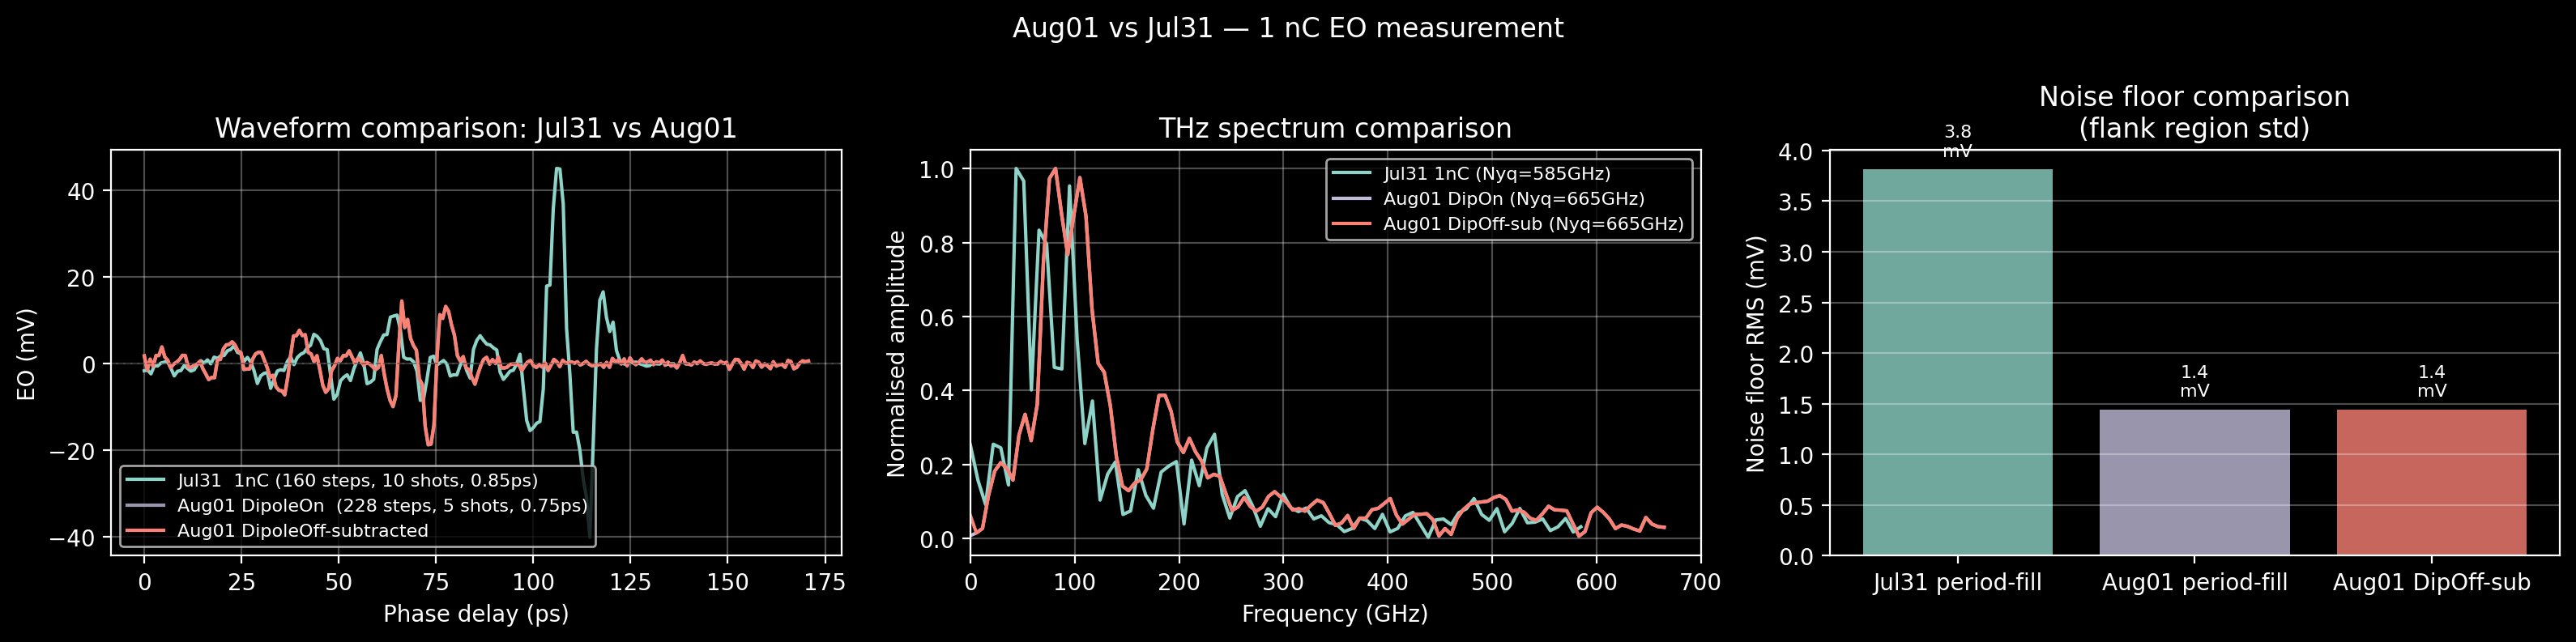 Aug01 vs Jul31 — 1 nC EO measurement
Waveform comparison: Jul31 vs Aug01
EO (mV)
40
20
0
−20
−40
Jul31  1nC (160 steps, 10 shots, 0.85ps)
Aug01 DipoleOn  (228 steps, 5 shots, 0.75ps)
Aug01 DipoleOff-subtracted
0 25 50 75 100 125 150 175
Phase delay (ps)
THz spectrum comparison
Normalised amplitude
1.0
0.8
0.6
0.4
0.2
0.0
Jul31 1nC (Nyq=585GHz)
Aug01 DipOn (Nyq=665GHz)
Aug01 DipOff-sub (Nyq=665GHz)
0 100 200 300 400 500 600 700
Frequency (GHz)
Noise floor comparison
(flank region std)
Noise floor RMS (mV)
4.0
3.5
3.0
2.5
2.0
1.5
1.0
0.5
0.0
3.8
mV
1.4
mV
1.4
mV
Jul31 period-fill Aug01 period-fill Aug01 DipOff-sub